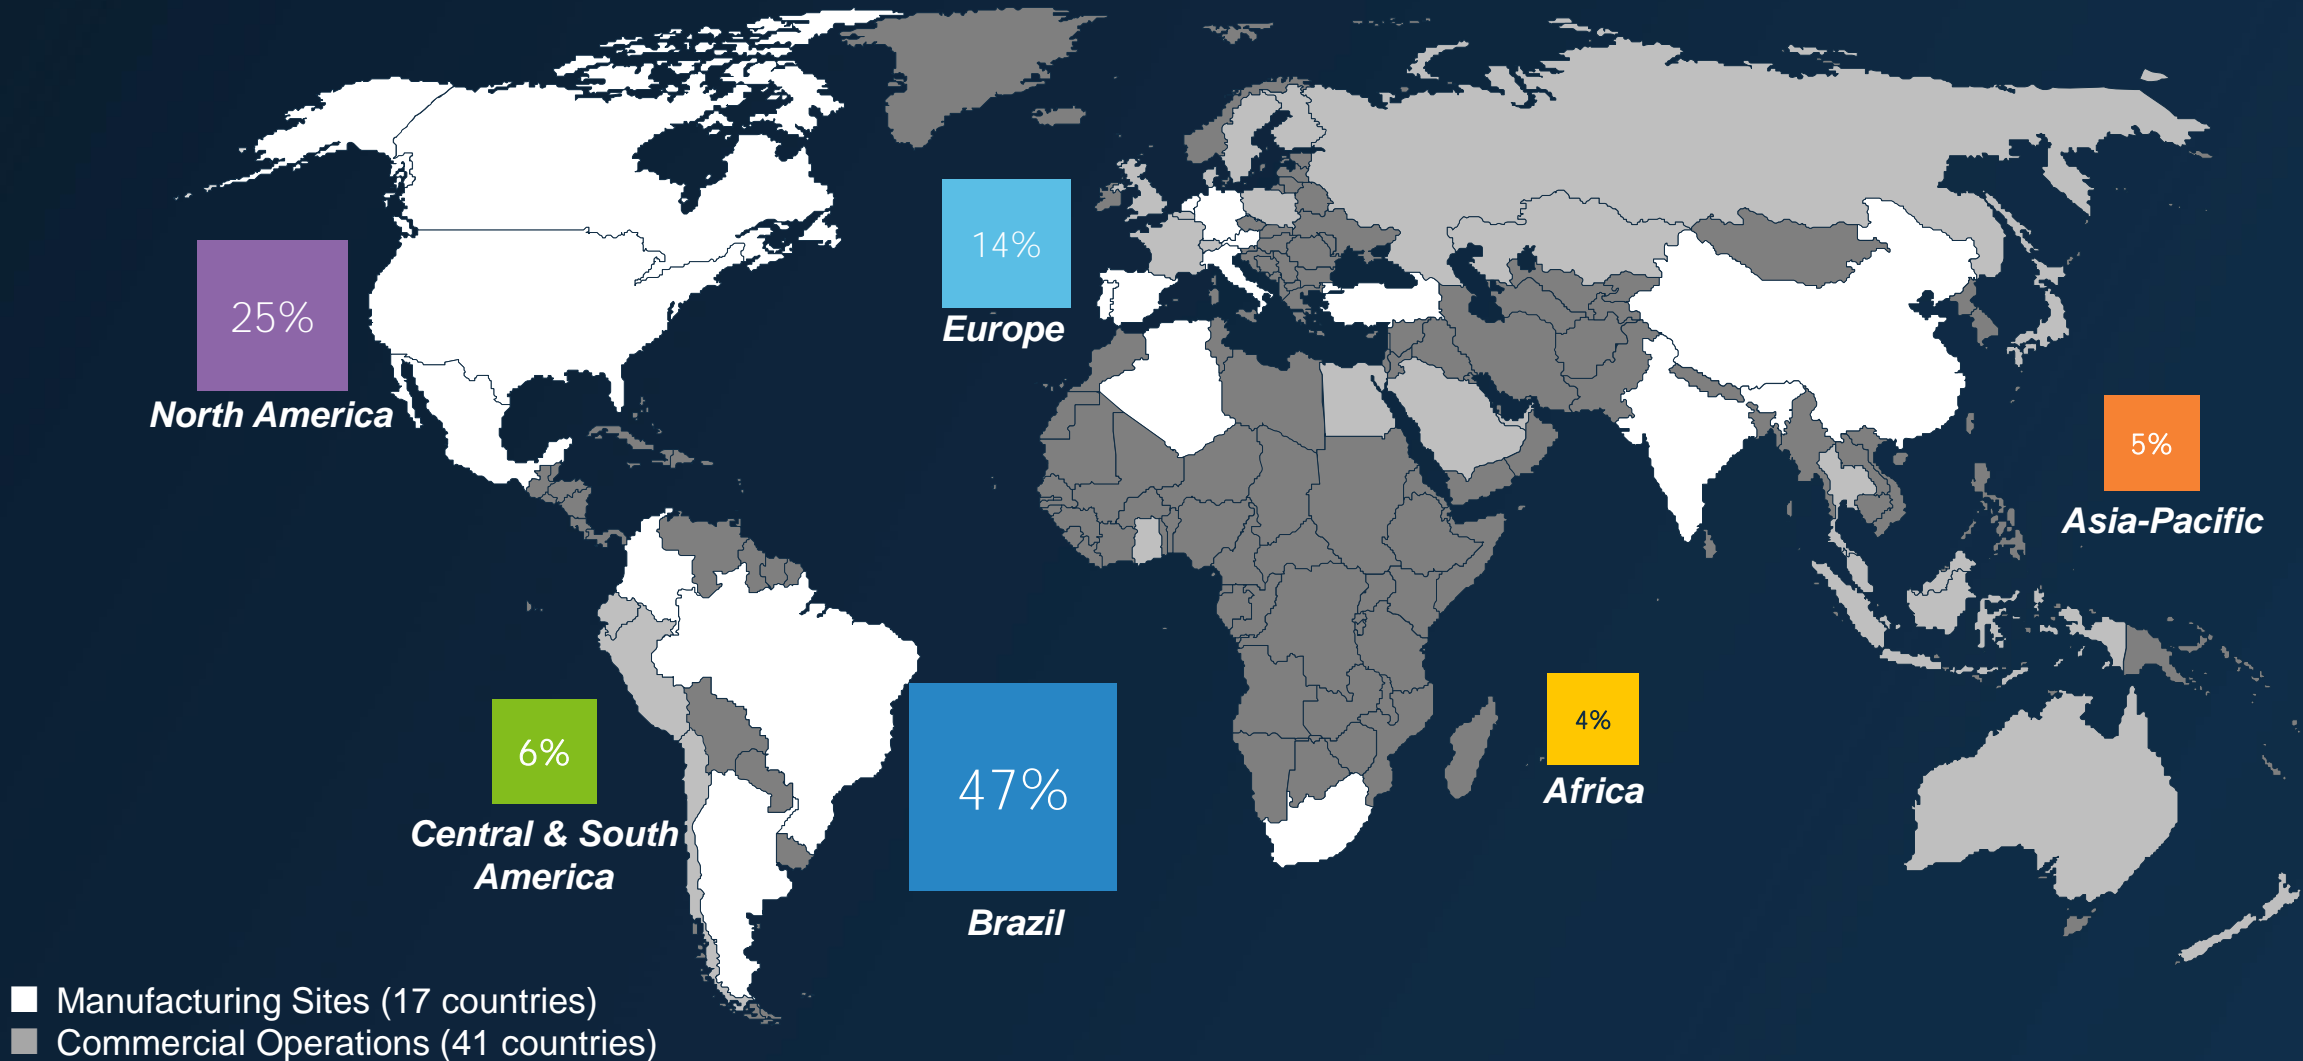 25%
North America
14%
Europe
5%
Asia-Pacific
6%
Central & South
America
47%
Brazil
4%
Africa
Manufacturing Sites (17 countries)
Commercial Operations (41 countries)